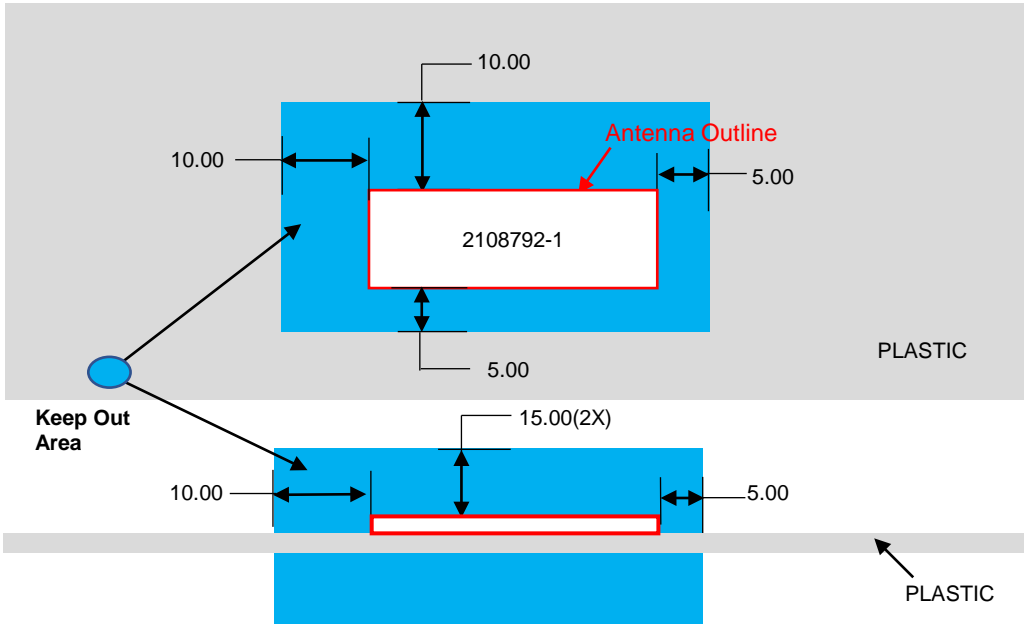 10.00
Antenna Outline
10.00
5.00
2108792-1
PLASTIC
5.00
Keep Out
Area
15.00(2X)
10.00
5.00
PLASTIC